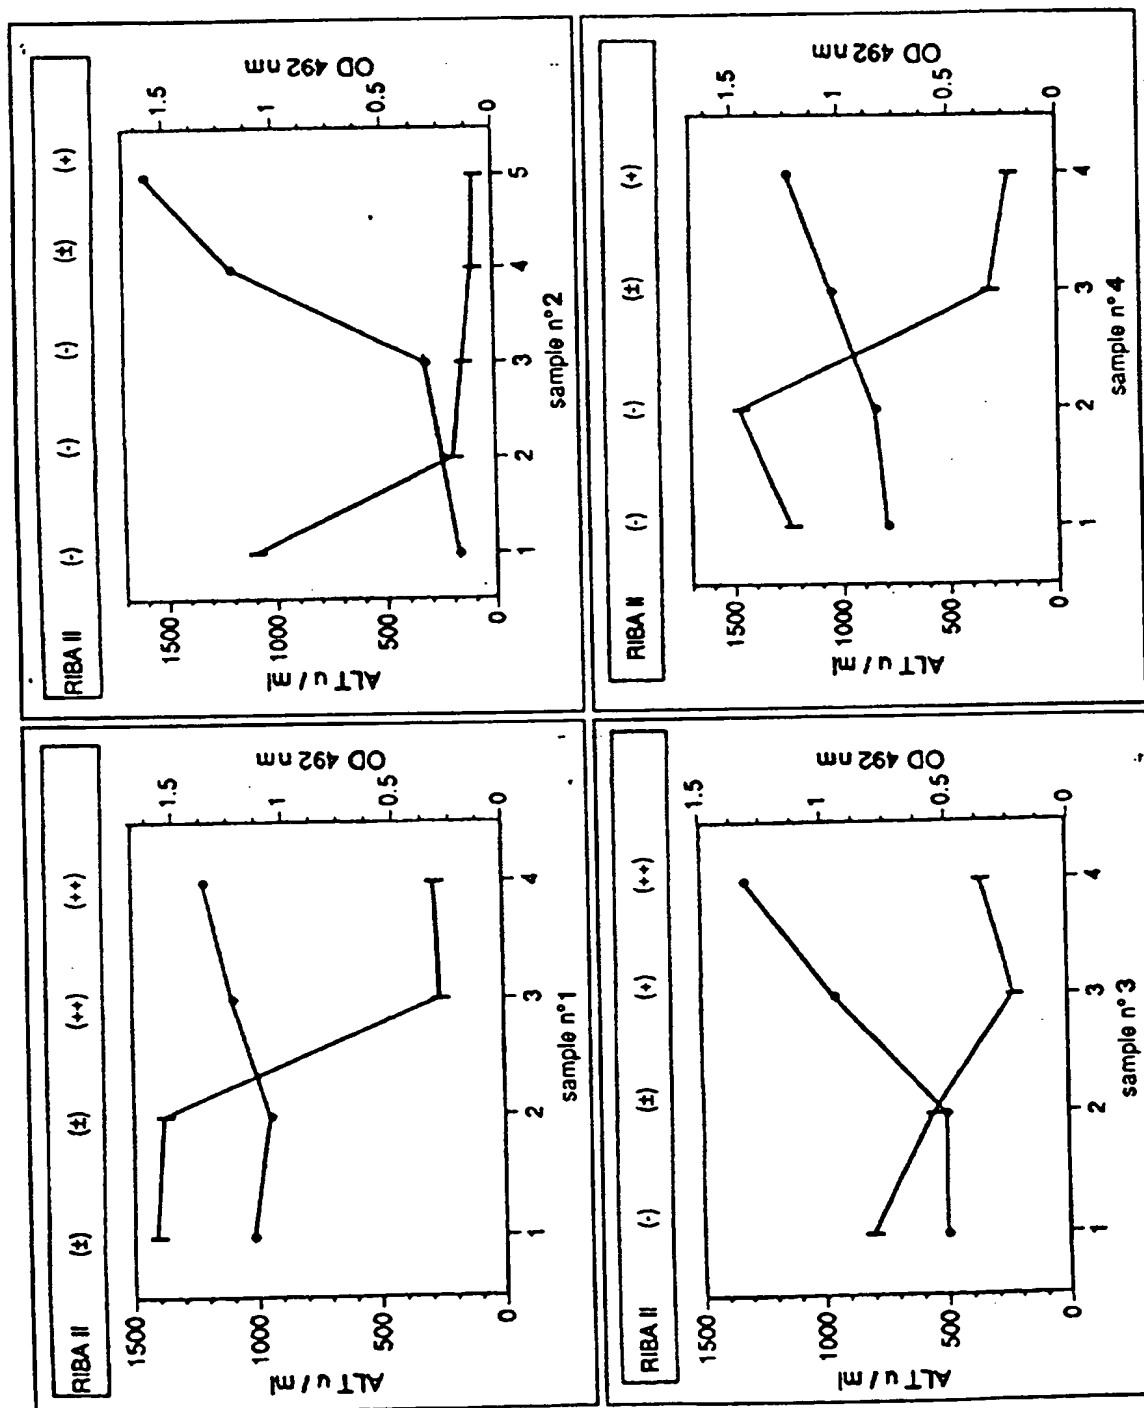 RIBA II (±) (±) (++) (++)
ALT u / ml
1500
1000
500
0
OD 492 nm
1.5
1
0.5
0
1 2 3 4
sample n°1
RIBA II (-) (-) (-) (±) (+)
ALT u / ml
1500
1000
500
0
OD 492 nm
1.5
1
0.5
0
1 2 3 4 5
sample n°2
RIBA II (-) (±) (+) (++)
ALT u / ml
1500
1000
500
0
OD 492 nm
1.5
1
0.5
0
1 2 3 4
sample n°3
RIBA II (-) (-) (±) (+)
ALT u / ml
1500
1000
500
0
OD 492 nm
1.5
1
0.5
0
1 2 3 4
sample n°4